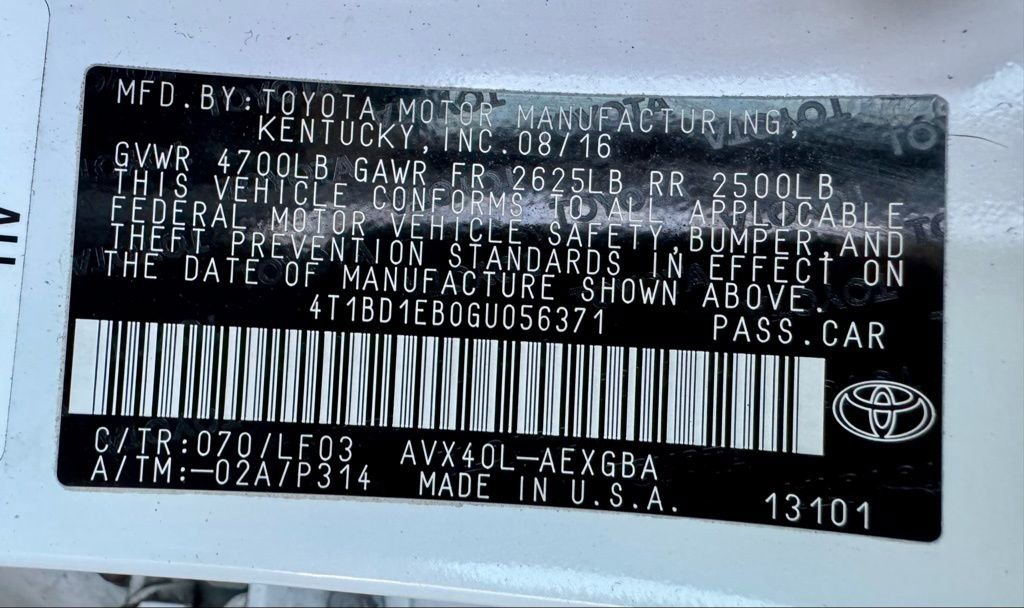 MFD.BY:TOYOTA MOTOR MANUFACTURING,
KENTUCKY, INC. 08/16
GVWR 4700LB GAWR FR 2625LB RR 2500LB
THIS VEHICLE CONFORMS TO ALL APPLICABLE
FEDERAL MOTOR VEHICLE SAFETY, BUMPER, AND
THEFT PREVENTION STANDARDS IN EFFECT ON
THE DATE OF MANUFACTURE SHOWN ABOVE.
4T1BD1EB0GU056371 PASS.CAR
C/TR:070/LF03 AVX40L-AEXGBA
A/TM:-02A/P314 MADE IN U.S.A. 13101